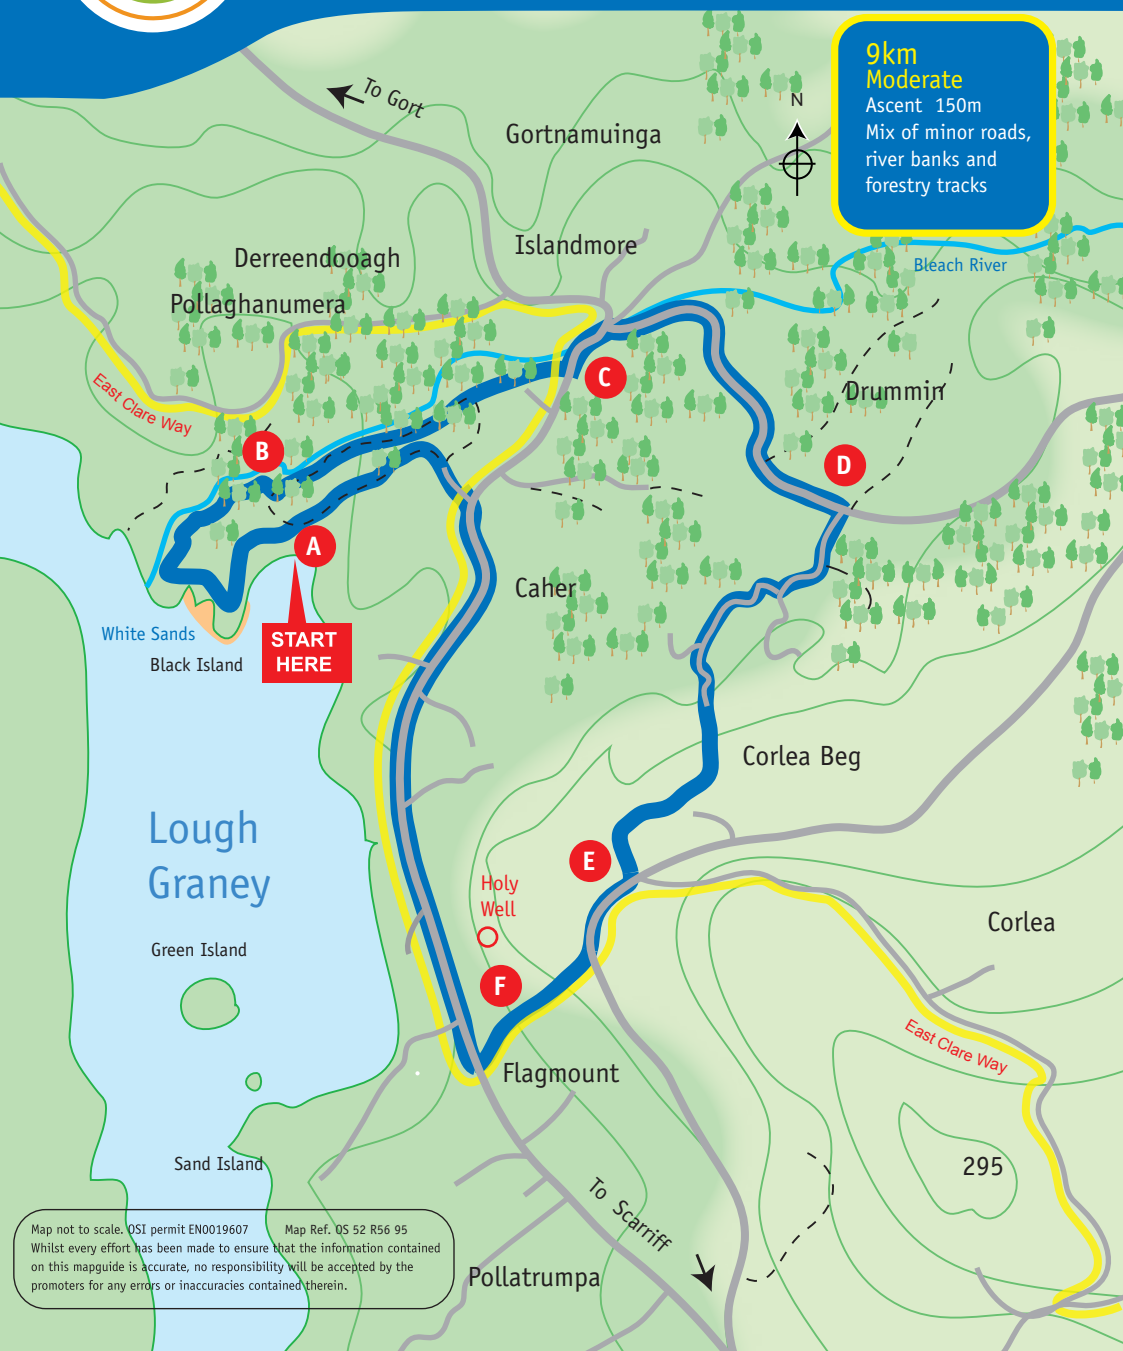 9km
Moderate
Ascent 150m
Mix of minor roads,
river banks and
forestry tracks
To Gort
N
Gortnamuinga
Islandmore
Bleach River
Derreendooagh
Pollaghanumera
East Clare Way
C
Drummin
B
D
A
Caher
START
HERE
White Sands
Black Island
Corlea Beg
Lough
Graney
E
Holy
Well
Corlea
Green Island
F
East Clare Way
Flagmount
Sand Island
295
To Scarriff
Pollatrumpa
Map not to scale. OSI permit EN0019607 Map Ref. OS 52 R56 95
Whilst every effort has been made to ensure that the information contained
on this mapguide is accurate, no responsibility will be accepted by the
promoters for any errors or inaccuracies contained therein.